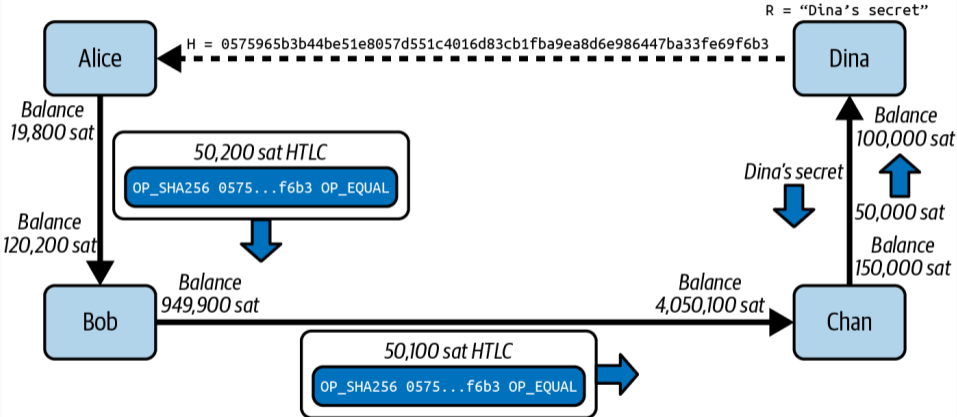 R = “Dina’s secret”
Alice
H = 0575965b3b44be51e8057d551c4016d83cb1fba9ea8d6e986447ba33fe69f6b3
Dina
Balance
19,800 sat
50,200 sat HTLC
OP_SHA256 0575...f6b3 OP_EQUAL
Balance
100,000 sat
Dina's secret
50,000 sat
Balance
120,200 sat
Balance
150,000 sat
Bob
Balance
949,900 sat
Balance
4,050,100 sat
Chan
50,100 sat HTLC
OP_SHA256 0575...f6b3 OP_EQUAL